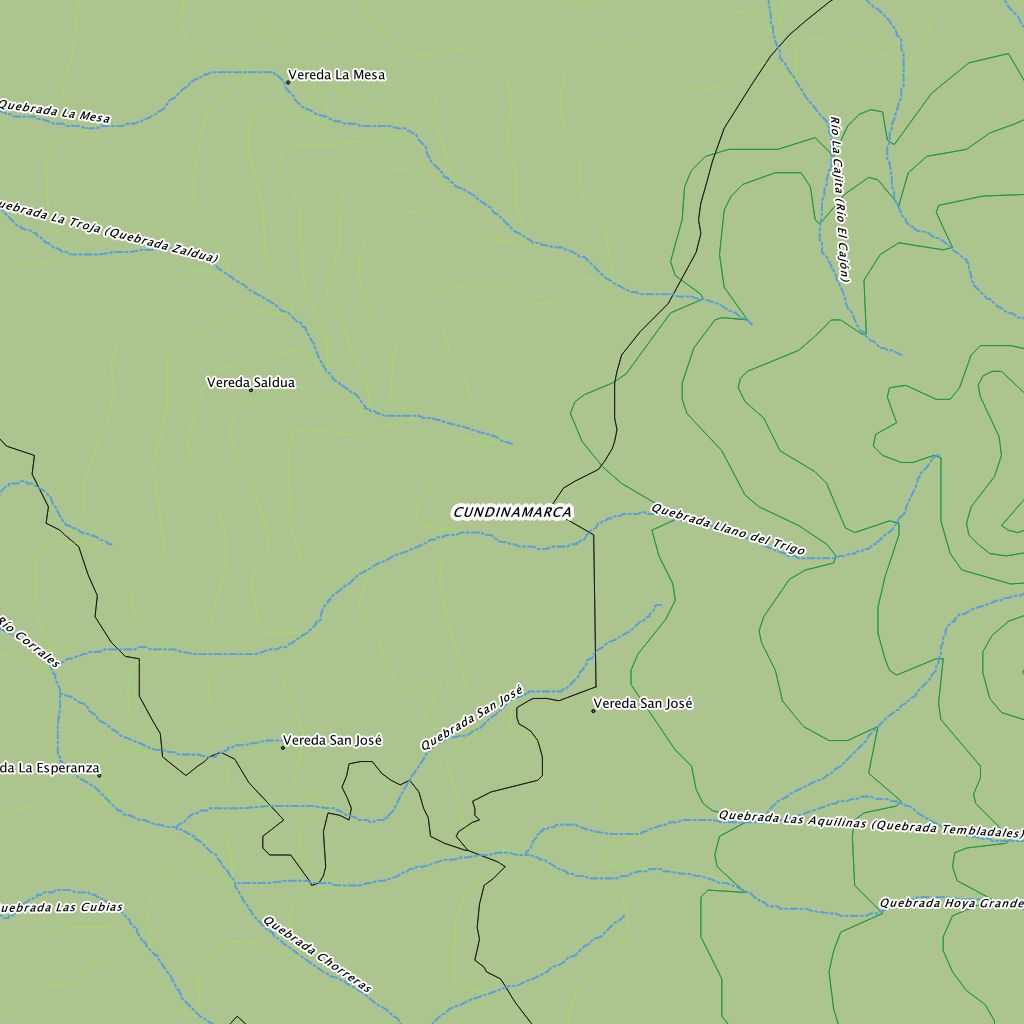 Vereda La Mesa
Quebrada La Mesa
Río La Cajita (Río El Cajón)
uebrada La Troja (Quebrada Zaldua)
Vereda Saldua
CUNDINAMARCA
Quebrada Llano del Trigo
Río Corrales
Quebrada San José
Vereda San José
Vereda San José
da La Esperanza
Quebrada Las Aquilinas (Quebrada Tembladales)
uebrada Las Cubias
Quebrada Hoya Grande
Quebrada Chorreras